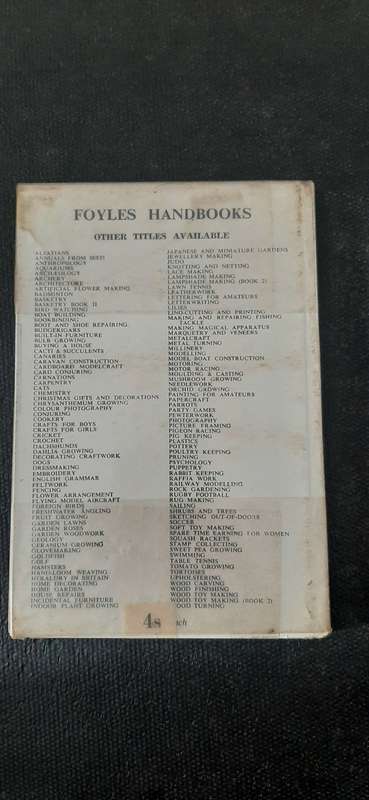 FOYLES HANDBOOKS
OTHER TITLES AVAILABLE
ALSATIANS
ANNUALS FROM SEED
ANTHROPOLOGY
AQUARIUMS
ARCHÆOLOGY
ARCHERY
ARCHITECTURE
ARTIFICIAL FLOWER MAKING
BADMINTON
BASKETRY
BASKETRY BOOK II
BIRD WATCHING
BOAT BUILDING
BOOKBINDING
BOOT AND SHOE REPAIRING
BUDGERIGARS
BUILT-IN FURNITURE
BULB GROWING
BUYING A HOUSE
CACTI & SUCCULENTS
CANARIES
CARAVAN CONSTRUCTION
CARDBOARD MODELCRAFT
CARD CONJURING
CARNATIONS
CARPENTRY
CATS
CHEMISTRY
CHRISTMAS GIFTS AND DECORATIONS
CHRYSANTHEMUM GROWING
COLOUR PHOTOGRAPHY
CONJURING
COOKERY
CRAFTS FOR BOYS
CRAFTS FOR GIRLS
CRICKET
CROCHET
DACHSHUNDS
DAHLIA GROWING
DECORATING CRAFTWORK
DOGS
DRESSMAKING
EMBROIDERY
ENGLISH GRAMMAR
FELTWORK
FENCING
FLOWER ARRANGEMENT
FLYING MODEL AIRCRAFT
FOREIGN BIRDS
FRESHWATER ANGLING
FRUIT GROWING
GARDEN LAWNS
GARDEN ROSES
GARDEN WOODWORK
GEOLOGY
GERANIUM GROWING
GLOVEMAKING
GOLDFISH
GOLF
HAMSTERS
HAND-LOOM WEAVING
HERALDRY IN BRITAIN
HOME DECORATING
HOME GARDEN
HOUSE REPAIRS
INCIDENTAL FURNITURE
INDOOR PLANT GROWING
JAPANESE AND MINIATURE GARDENS
JEWELLERY MAKING
JUDO
KNOTTING AND NETTING
LACE MAKING
LAMPSHADE MAKING
LAMPSHADE MAKING (BOOK 2)
LAWN TENNIS
LEATHERWORK
LETTERING FOR AMATEURS
LETTERWRITING
LILIES
LINO-CUTTING AND PRINTING
MAKING AND REPAIRING FISHING
TACKLE
MAKING MAGICAL APPARATUS
MARQUETRY AND VENEERS
METALCRAFT
METAL TURNING
MILLINERY
MODELLING
MODEL BOAT CONSTRUCTION
MOTORING
MOTOR RACING
MOULDING & CASTING
MUSHROOM GROWING
NEEDLEWORK
ORCHID GROWING
PAINTING FOR AMATEURS
PAPERCRAFT
PARROTS
PARTY GAMES
PEWTERWORK
PHOTOGRAPHY
PICTURE FRAMING
PIGEON RACING
PIG KEEPING
PLASTICS
POTTERY
POULTRY KEEPING
PRUNING
PSYCHOLOGY
PUPPETRY
RABBIT KEEPING
RAFFIA WORK
RAILWAY MODELLING
ROCK GARDENING
RUGBY FOOTBALL
RUG MAKING
SAILING
SHRUBS AND TREES
SKETCHING OUT-OF-DOORS
SOCCER
SOFT TOY MAKING
SPARE TIME EARNING FOR WOMEN
SQUASH RACKETS
STAMP COLLECTING
SWEET PEA GROWING
SWIMMING
TABLE TENNIS
TOMATO GROWING
TORTOISES
UPHOLSTERING
WOOD CARVING
WOOD FINISHING
WOOD TOY MAKING
WOOD TOY MAKING (BOOK 2)
WOOD TURNING
4s